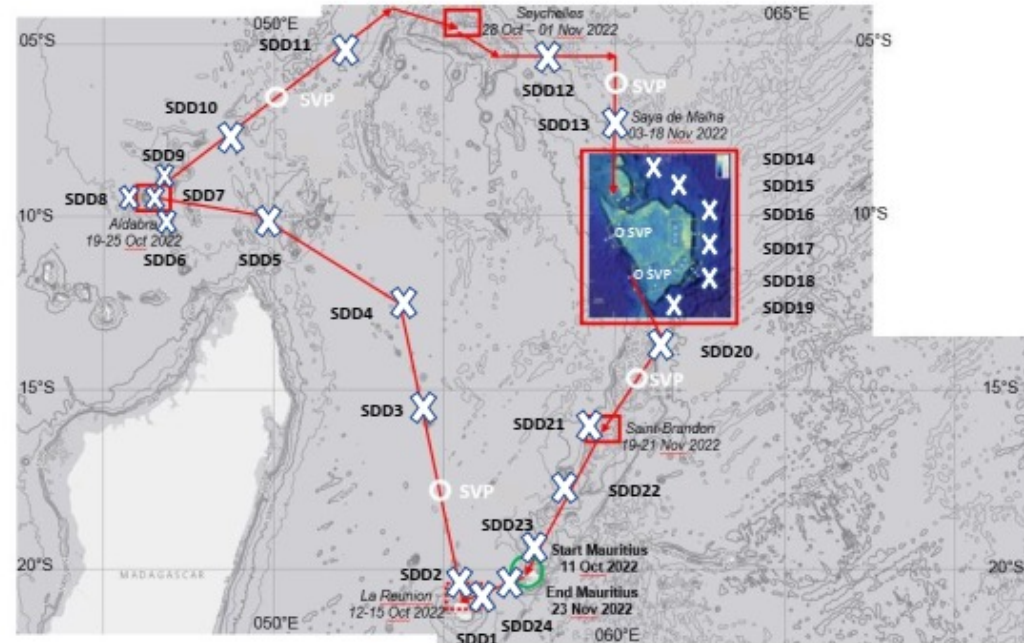 050°E
Seychelles
28 Oct – 01 Nov 2022
065°E
05°S
05°S
SDD11
SDD12
SVP
SVP
SDD10
SDD13
Saya de Malha
03-18 Nov 2022
SDD9
SDD14
SDD8
SDD7
SDD15
10°S
SDD16
10°S
Aldabra
19-25 Oct 2022
SVP
SDD17
SDD6
SDD5
SVP
SDD18
SDD4
SDD19
SDD20
SVP
15°S
15°S
SDD3
SDD21
Saint-Brandon
19-21 Nov 2022
SVP
SDD22
SDD23
Start Mauritius
11 Oct 2022
20°S
SDD2
20°S
MADAGASCAR
La Reunion
12-15 Oct 2022
End Mauritius
23 Nov 2022
050°E
SDD1
SDD24
060°E